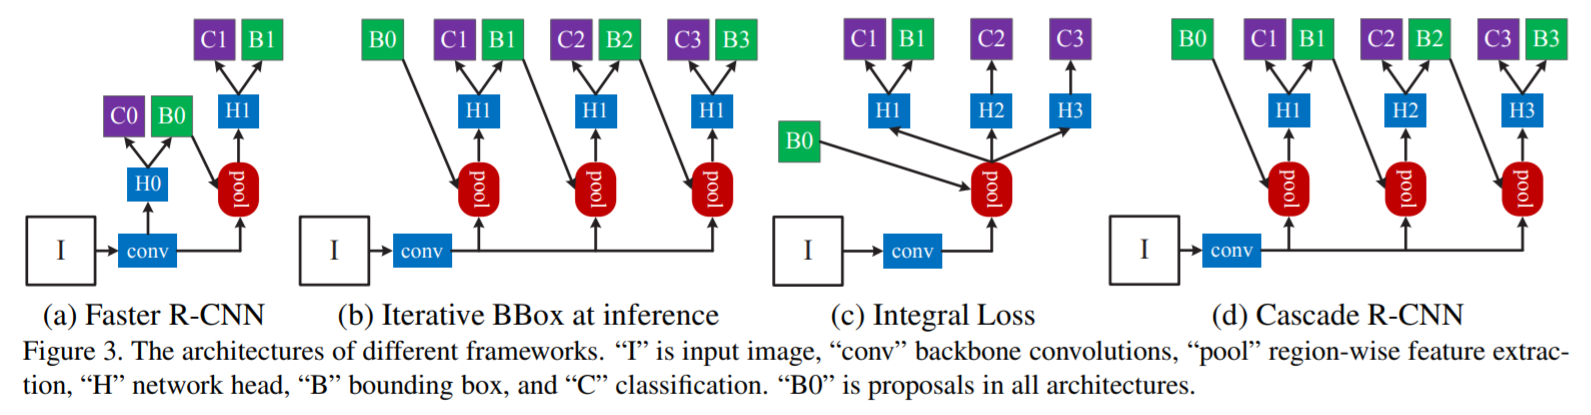 C1 B1
C0 B0 H1
H0 pool
I conv
(a) Faster R-CNN
B0 C1 B1 C2 B2 C3 B3
H1 H1 H1
pool pool pool
I conv
(b) Iterative BBox at inference
C1 B1 C2 C3
H1 H2 H3
B0
pool
I conv
(c) Integral Loss
B0 C1 B1 C2 B2 C3 B3
H1 H2 H3
pool pool pool
I conv
(d) Cascade R-CNN
Figure 3. The architectures of different frameworks. “I” is input image, “conv” backbone convolutions, “pool” region-wise feature extrac-
tion, “H” network head, “B” bounding box, and “C” classification. “B0” is proposals in all architectures.